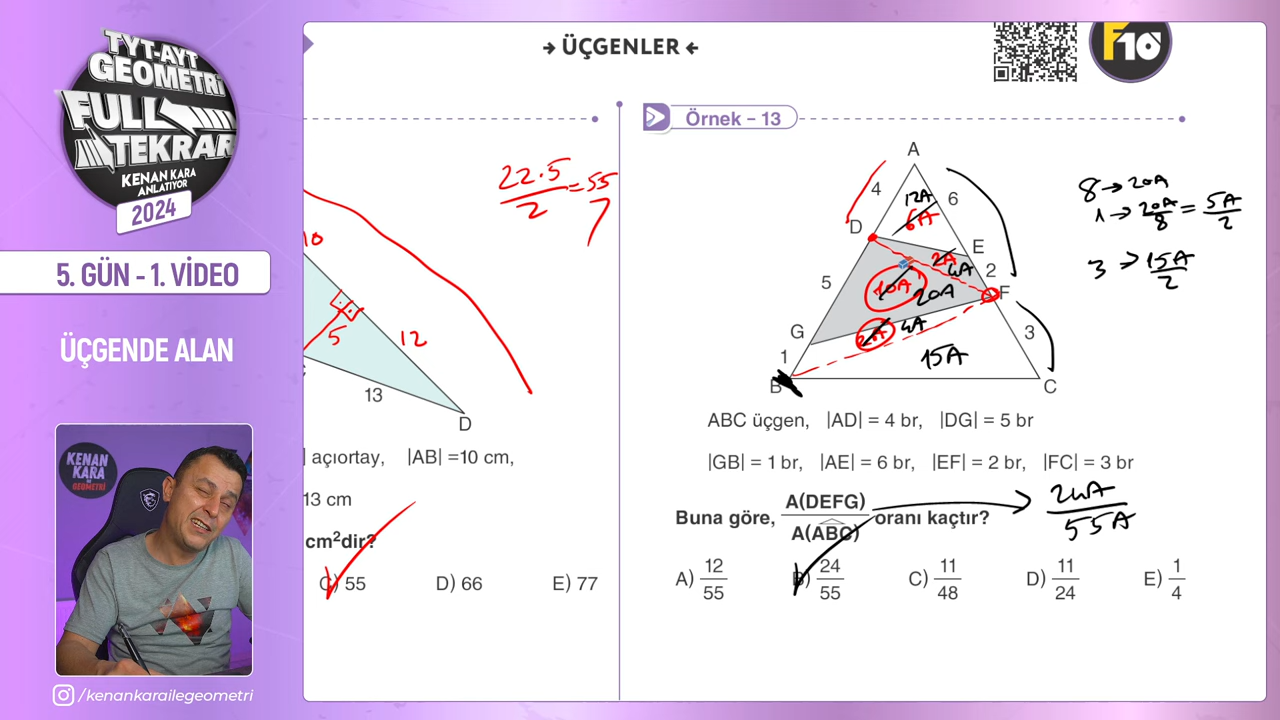 TYT-AYT
GEOMETRİ
FULL
TEKRAR
KENAN KARA
ANLATIYOR
2024
5. GÜN - 1. VİDEO
ÜÇGENDE ALAN
KENAN
KARA
GEOMETRİ
/kenankarailegeometri
→ ÜÇGENLER ←
F10
22.5/2 = 55
10
5
12
13
D
| açıortay, |AB| =10 cm,
13 cm
cm²dir?
C) 55 D) 66 E) 77
Örnek – 13
A
4
12A
6
6A
D
E
2A
4A
2
5
10A
20A
F
G
2A
4A
3
1
15A
B
C
8 → 20A
1 → 20A/8 = 5A/2
3 → 15A/2
ABC üçgen, |AD| = 4 br, |DG| = 5 br
|GB| = 1 br, |AE| = 6 br, |EF| = 2 br, |FC| = 3 br
Buna göre, A(DEFG)/A(ABC) oranı kaçtır?
24A/55A
A) 12/55 B) 24/55 C) 11/48 D) 11/24 E) 1/4